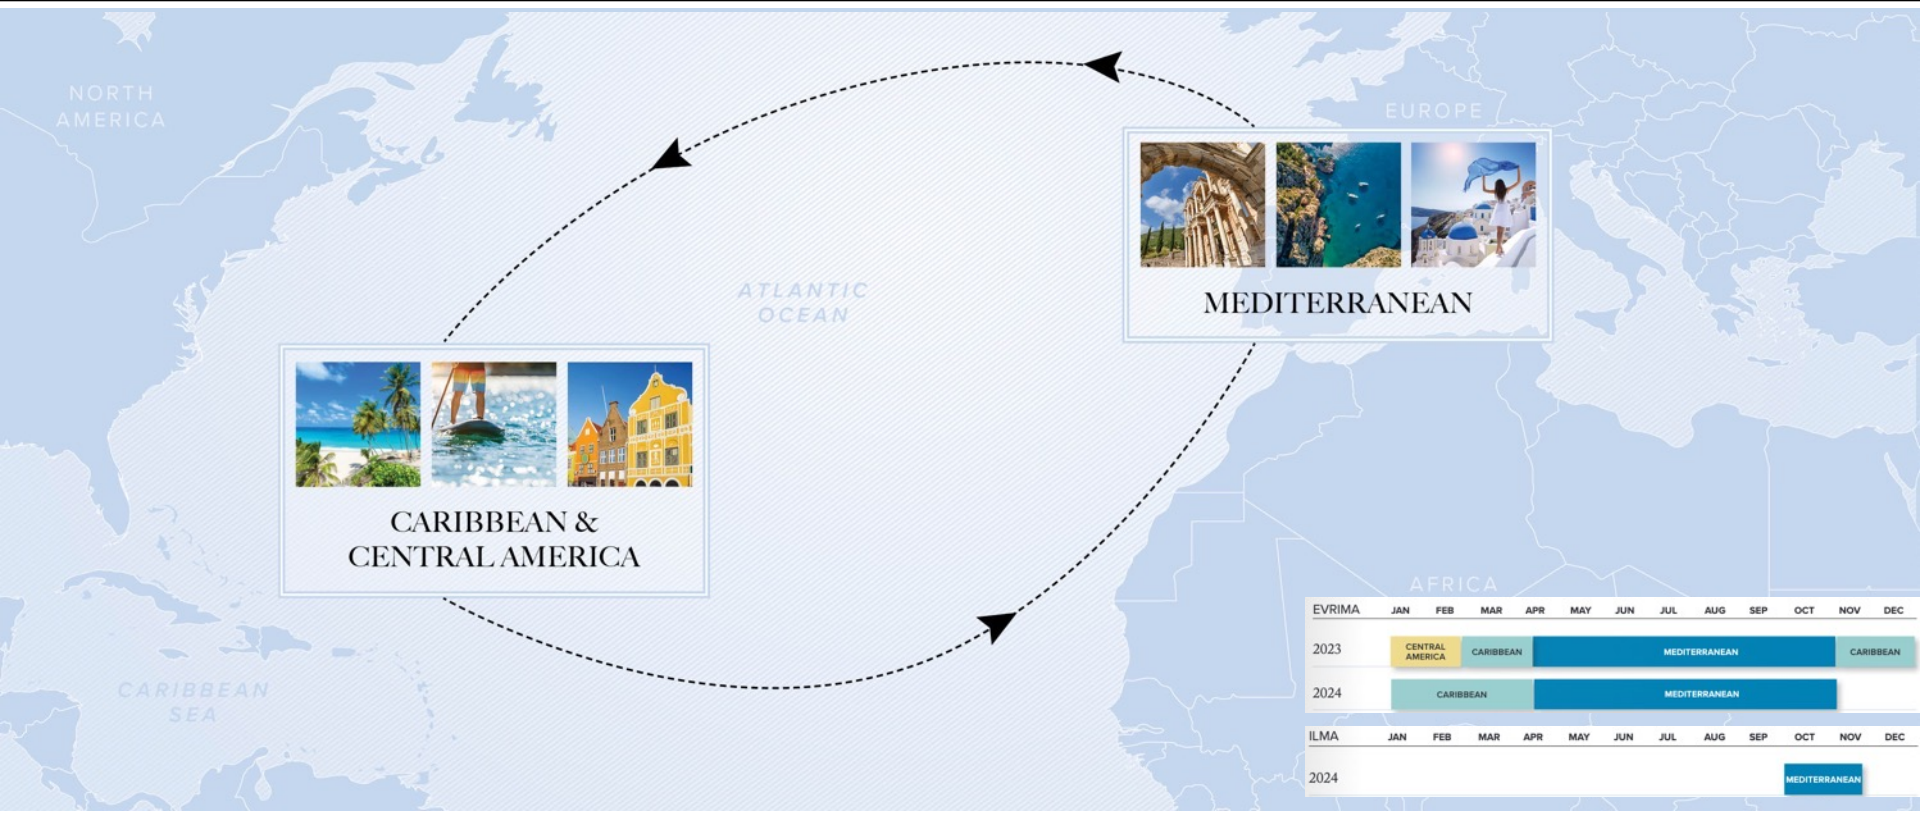 NORTH
AMERICA
EUROPE
MEDITERRANEAN
ATLANTIC
OCEAN
CARIBBEAN &
CENTRAL AMERICA
AFRICA
CARIBBEAN
SEA
EVRIMA JAN FEB MAR APR MAY JUN JUL AUG SEP OCT NOV DEC
2023 CENTRAL AMERICA CARIBBEAN MEDITERRANEAN CARIBBEAN
2024 CARIBBEAN MEDITERRANEAN
ILMA JAN FEB MAR APR MAY JUN JUL AUG SEP OCT NOV DEC
2024 MEDITERRANEAN